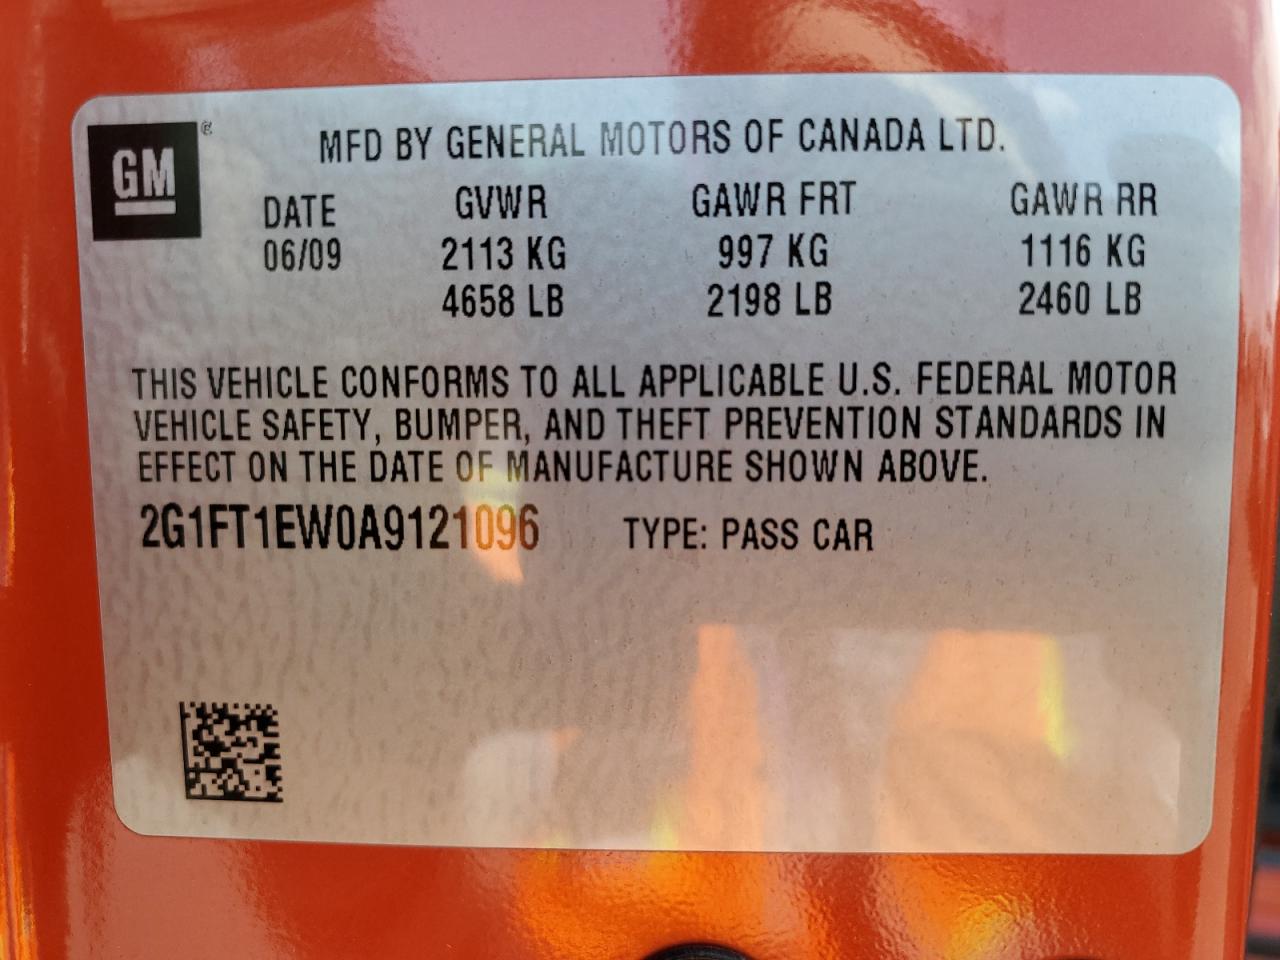 GM ®
MFD BY GENERAL MOTORS OF CANADA LTD.
DATE GVWR GAWR FRT GAWR RR
06/09 2113 KG 997 KG 1116 KG
4658 LB 2198 LB 2460 LB
THIS VEHICLE CONFORMS TO ALL APPLICABLE U.S. FEDERAL MOTOR
VEHICLE SAFETY, BUMPER, AND THEFT PREVENTION STANDARDS IN
EFFECT ON THE DATE OF MANUFACTURE SHOWN ABOVE.
2G1FT1EW0A9121096 TYPE: PASS CAR